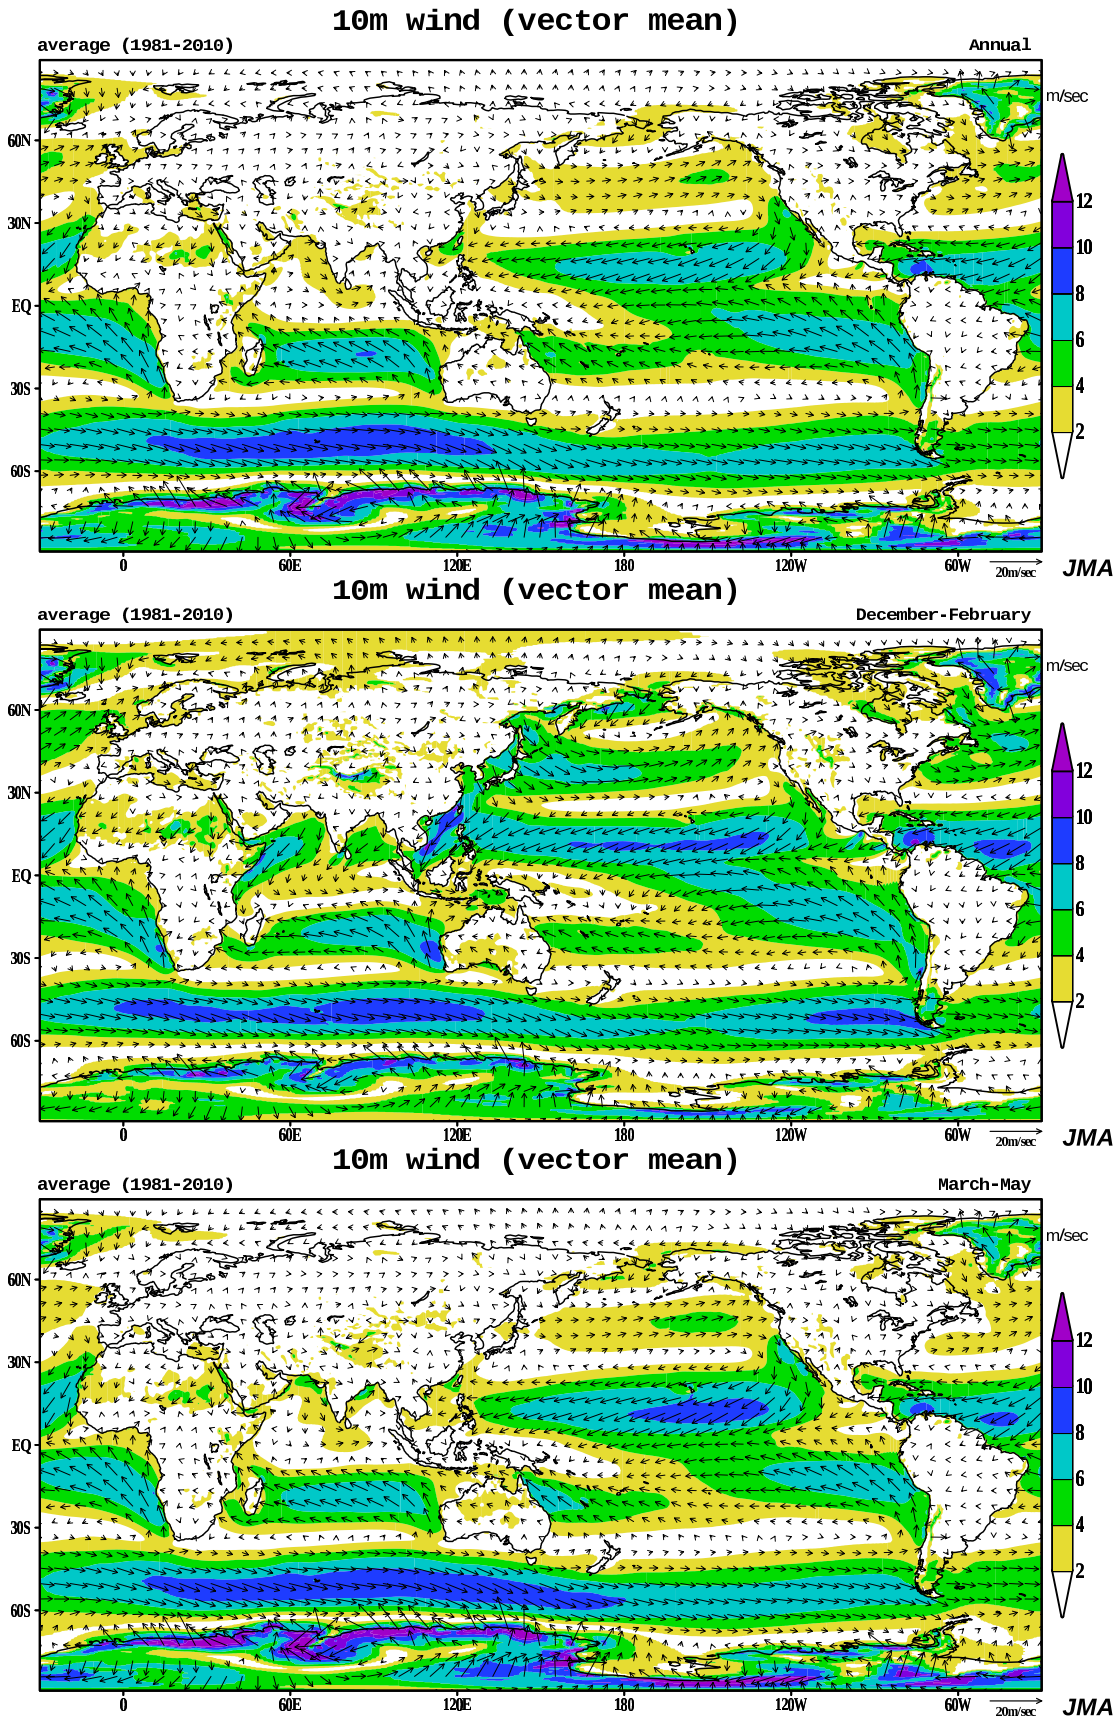 10m wind (vector mean)
average (1981-2010) Annual
m/sec
60N
30N
EQ
30S
60S
12
10
8
6
4
2
0 60E 120E 180 120W 60W
20m/sec
JMA
10m wind (vector mean)
average (1981-2010) December-February
m/sec
60N
30N
EQ
30S
60S
12
10
8
6
4
2
0 60E 120E 180 120W 60W
20m/sec
JMA
10m wind (vector mean)
average (1981-2010) March-May
m/sec
60N
30N
EQ
30S
60S
12
10
8
6
4
2
0 60E 120E 180 120W 60W
20m/sec
JMA